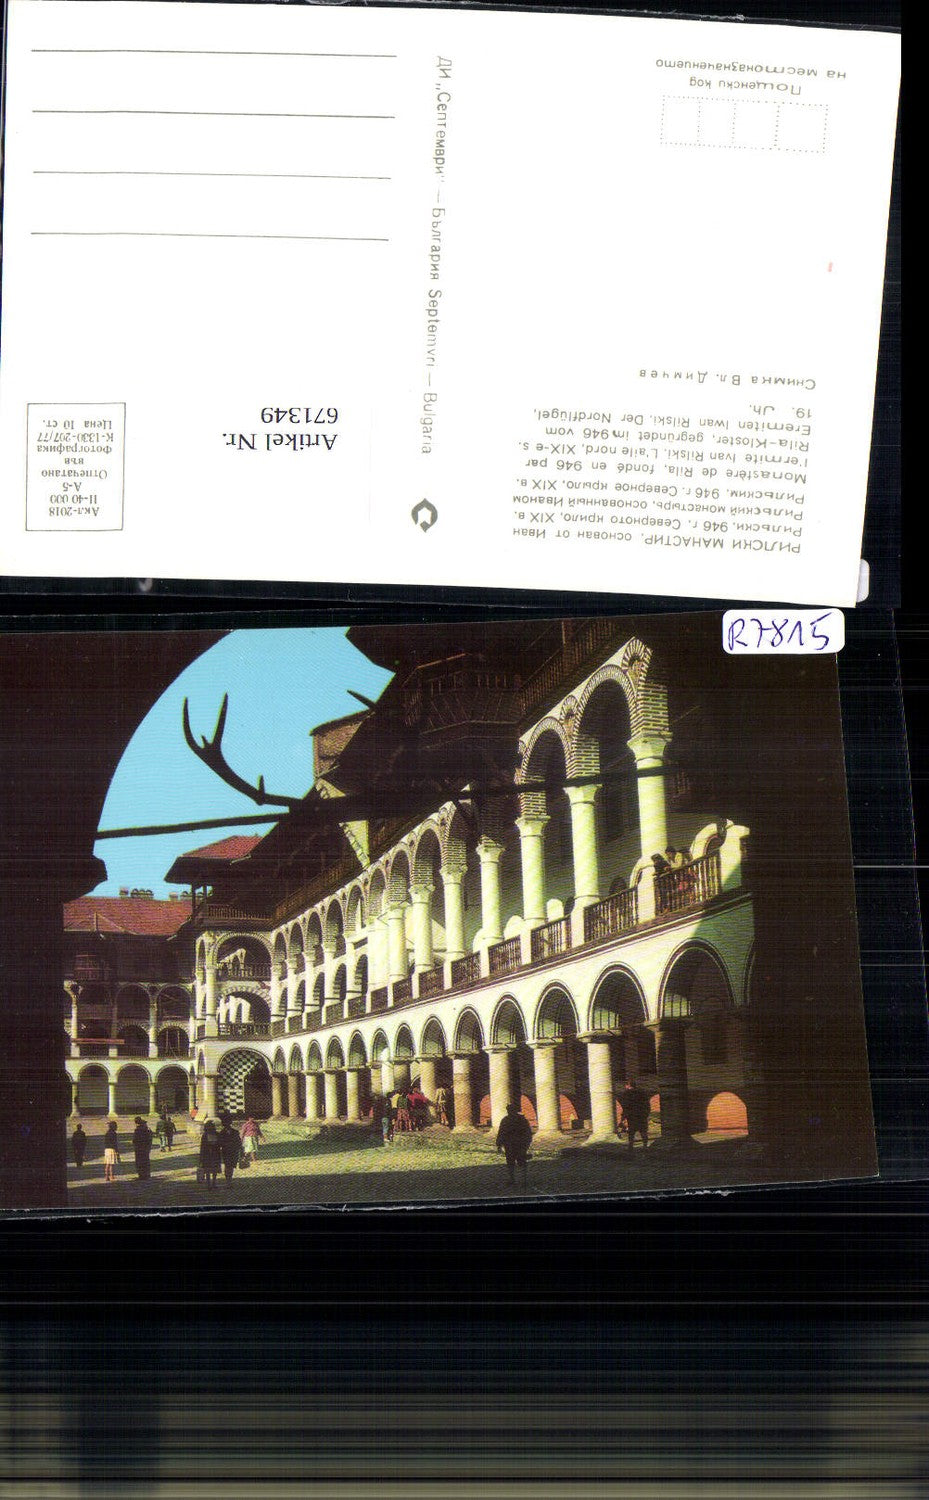 РИЛСКИ МАНАСТИР, основан от Иван
Рилски, 946 г. Северното крило, XIX в.
Рильский монастырь, основанный Иваном
Рильским, 946 г. Северное крыло, XIX в.
Monastère de Rila, fondé en 946 par
l'ermite Ivan Rilski. L'aile nord, XIX-e s.
Rila-Kloster, gegründet im 946 vom
Eremiten Iwan Rilski. Der Nordflügel,
19. Jh.
Снимка Вл. Димчев
Пощенски код
на местоназначението
ДИ „Септември" — България Septemvri — Bulgaria
Artikel Nr.
671349
Акл-2018
П-40 000
А-5
Отпечатано
във
Фотографика
К-1330-207/77
Цена 10 ст.
R7815